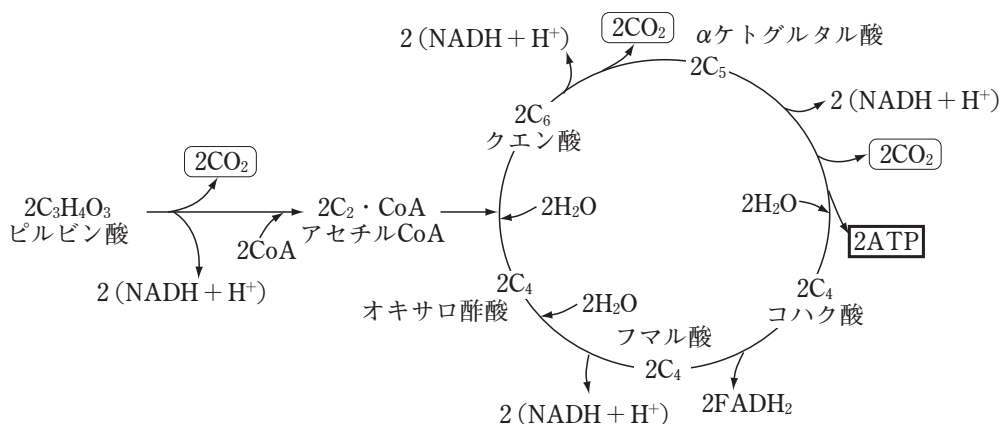 2(NADH+H⁺)
2CO₂
αケトグルタル酸
2C₅
2C₆
クエン酸
2(NADH+H⁺)
2CO₂
2CO₂
2C₃H₄O₃
ピルビン酸
2CoA
2C₂・CoA
アセチルCoA
2H₂O
2H₂O
2ATP
2(NADH+H⁺)
2C₄
オキサロ酢酸
2H₂O
2C₄
コハク酸
フマル酸
2C₄
2(NADH+H⁺)
2FADH₂